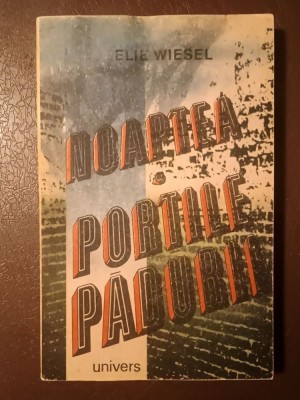 ELIE WIESEL
NOAPTEA
PORȚILE
PĂDURII
univers